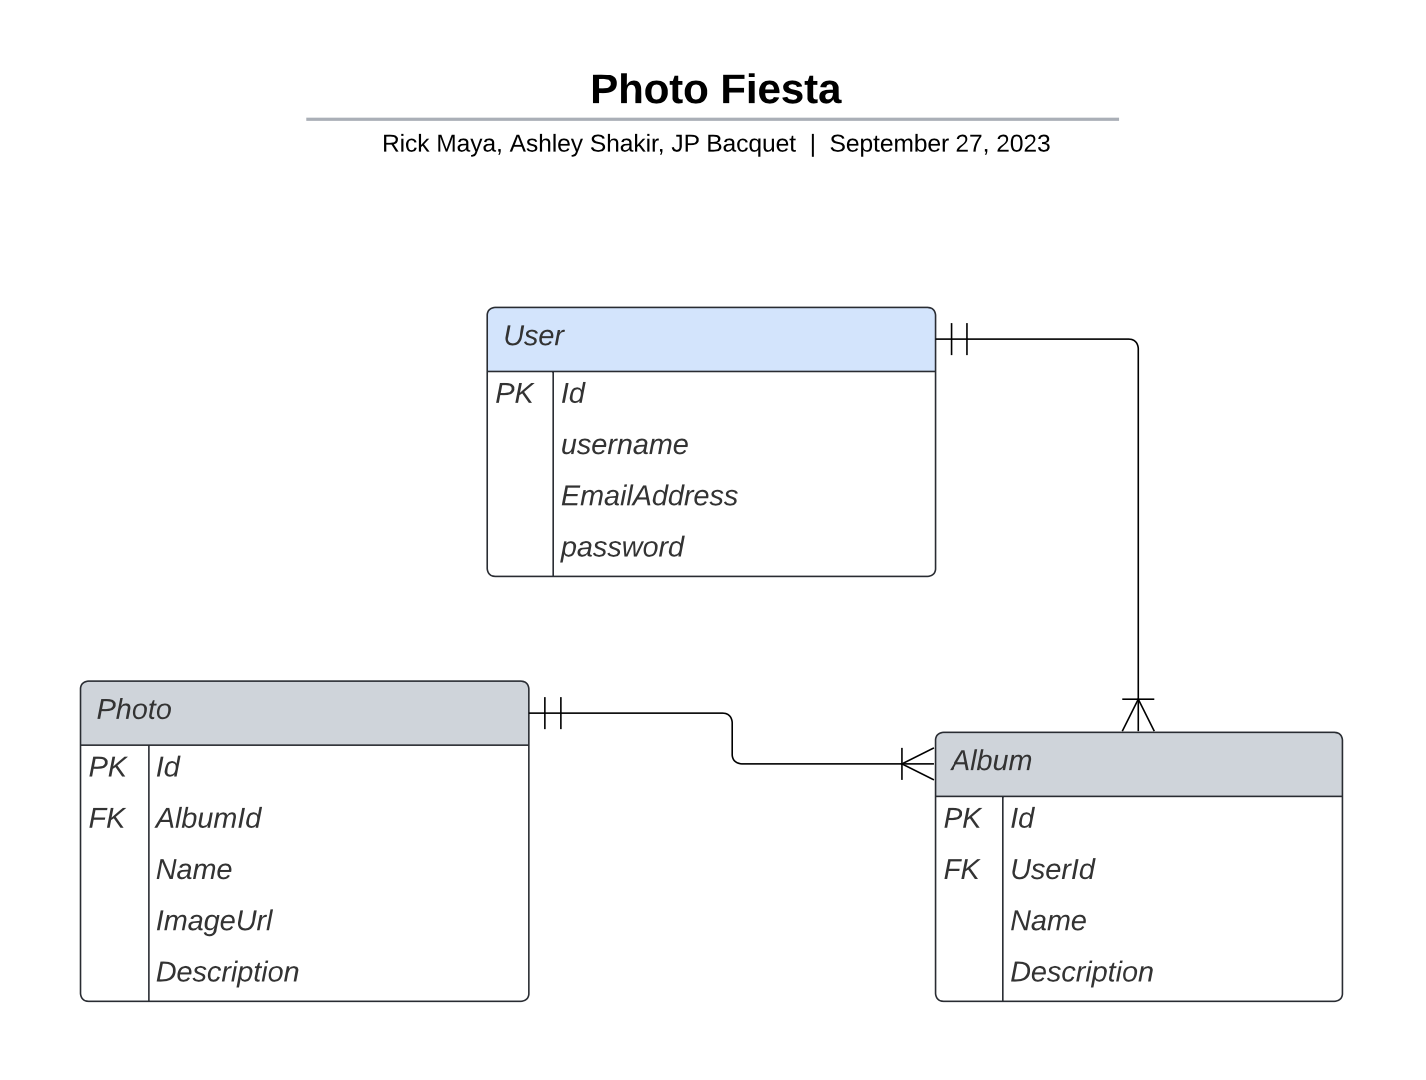 Photo Fiesta
Rick Maya, Ashley Shakir, JP Bacquet | September 27, 2023
User
PK Id
username
EmailAddress
password
Photo
PK Id
FK AlbumId
Name
ImageUrl
Description
Album
PK Id
FK UserId
Name
Description